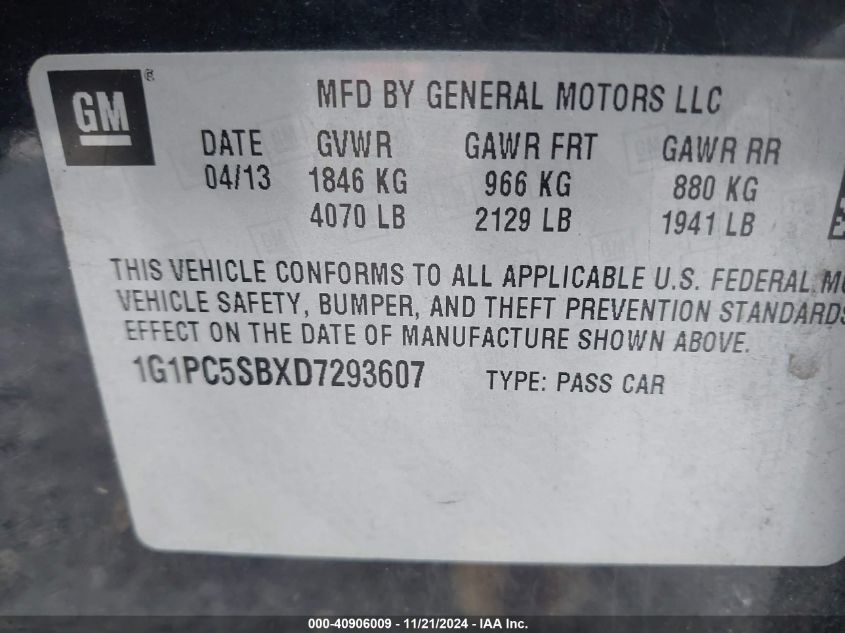 GM ®
MFD BY GENERAL MOTORS LLC
DATE GVWR GAWR FRT GAWR RR
04/13 1846 KG 966 KG 880 KG
4070 LB 2129 LB 1941 LB
THIS VEHICLE CONFORMS TO ALL APPLICABLE U.S. FEDERAL
VEHICLE SAFETY, BUMPER, AND THEFT PREVENTION STANDARDS
EFFECT ON THE DATE OF MANUFACTURE SHOWN ABOVE.
1G1PC5SBXD7293607 TYPE: PASS CAR
000-40906009 - 11/21/2024 - IAA Inc.